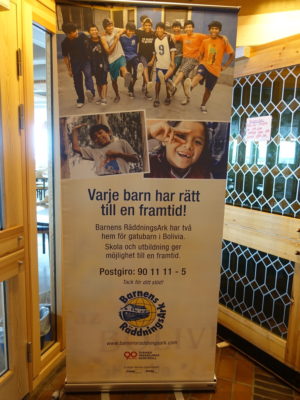 Varje barn har rätt
till en framtid!
Barnens RäddningsArk har två
hem för gatubarn i Bolivia.
Skola och utbildning ger
möjlighet till en framtid.
Postgiro: 90 11 11 - 5
Tack för ditt stöd!
Barnens
RäddningsArk
www.barnensraddningsark.com
90